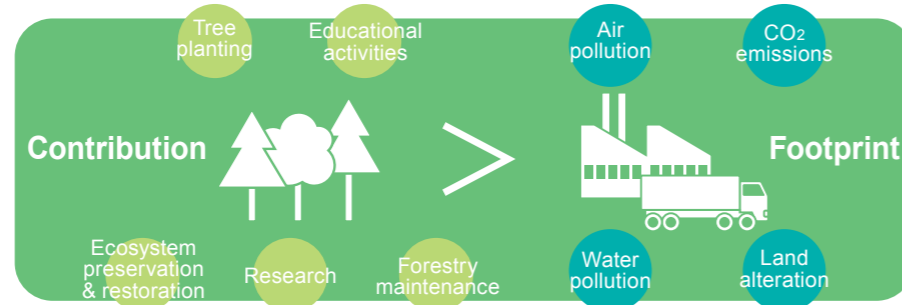 Tree
planting
Educational
activities
Air
pollution
CO₂
emissions
Contribution
>
Footprint
Ecosystem
preservation
& restoration
Research
Forestry
maintenance
Water
pollution
Land
alteration